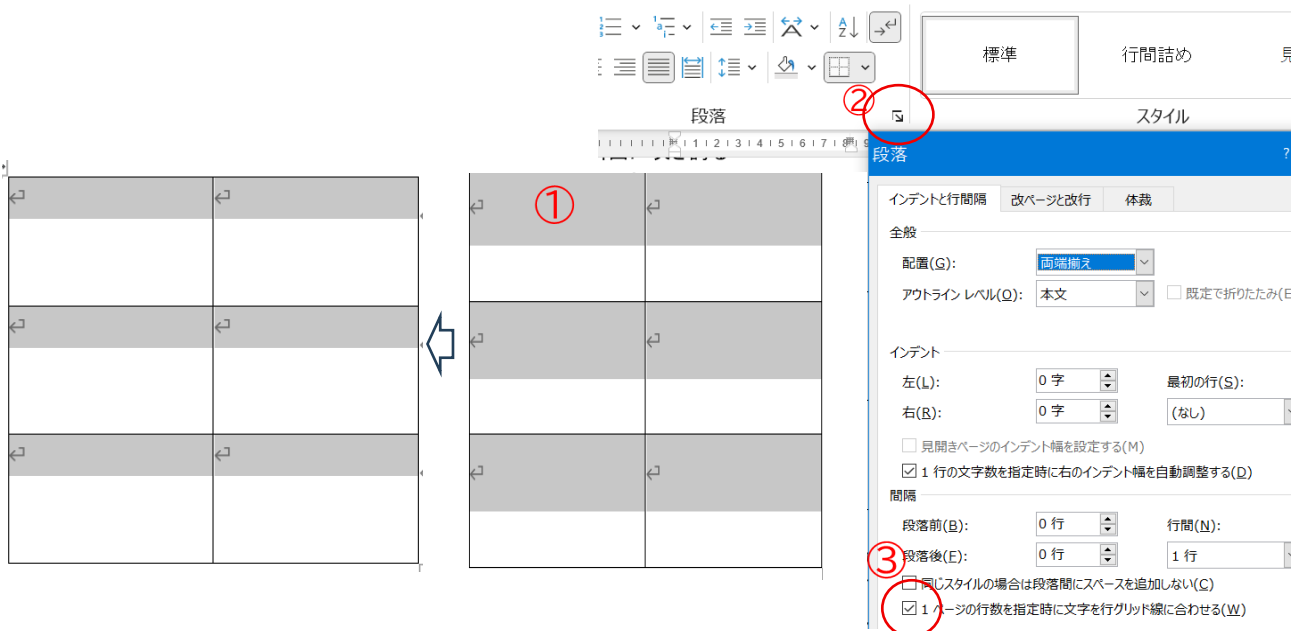 標準
行間詰め
段落
②
スタイル
1 2 3 4 5 6 7 8
段落
?
①
インデントと行間隔
改ページと改行
体裁
全般
配置(G):
両端揃え
アウトライン レベル(O):
本文
既定で折りたたみ(E
インデント
左(L):
0 字
最初の行(S):
右(R):
0 字
(なし)
見開きページのインデント幅を設定する(M)
1 行の文字数を指定時に右のインデント幅を自動調整する(D)
間隔
段落前(B):
0 行
行間(N):
③
段落後(F):
0 行
1 行
同じスタイルの場合は段落間にスペースを追加しない(C)
1 ページの行数を指定時に文字を行グリッド線に合わせる(W)